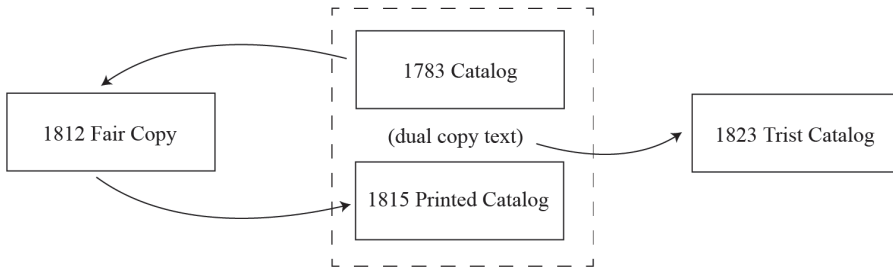 1783 Catalog
1812 Fair Copy
(dual copy text)
1823 Trist Catalog
1815 Printed Catalog